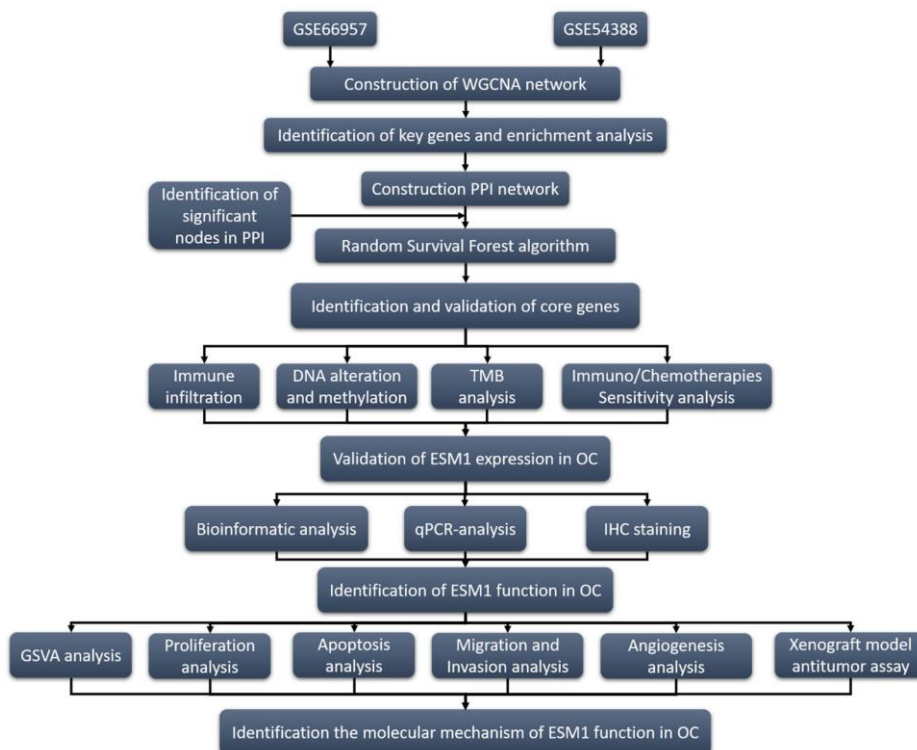 GSE66957
GSE54388
Construction of WGCNA network
Identification of key genes and enrichment analysis
Construction PPI network
Identification of
significant
nodes in PPI
Random Survival Forest algorithm
Identification and validation of core genes
Immune
infiltration
DNA alteration
and methylation
TMB
analysis
Immuno/Chemotherapies
Sensitivity analysis
Validation of ESM1 expression in OC
Bioinformatic analysis
qPCR-analysis
IHC staining
Identification of ESM1 function in OC
GSVA analysis
Proliferation
analysis
Apoptosis
analysis
Migration and
Invasion analysis
Angiogenesis
analysis
Xenograft model
antitumor assay
Identification the molecular mechanism of ESM1 function in OC